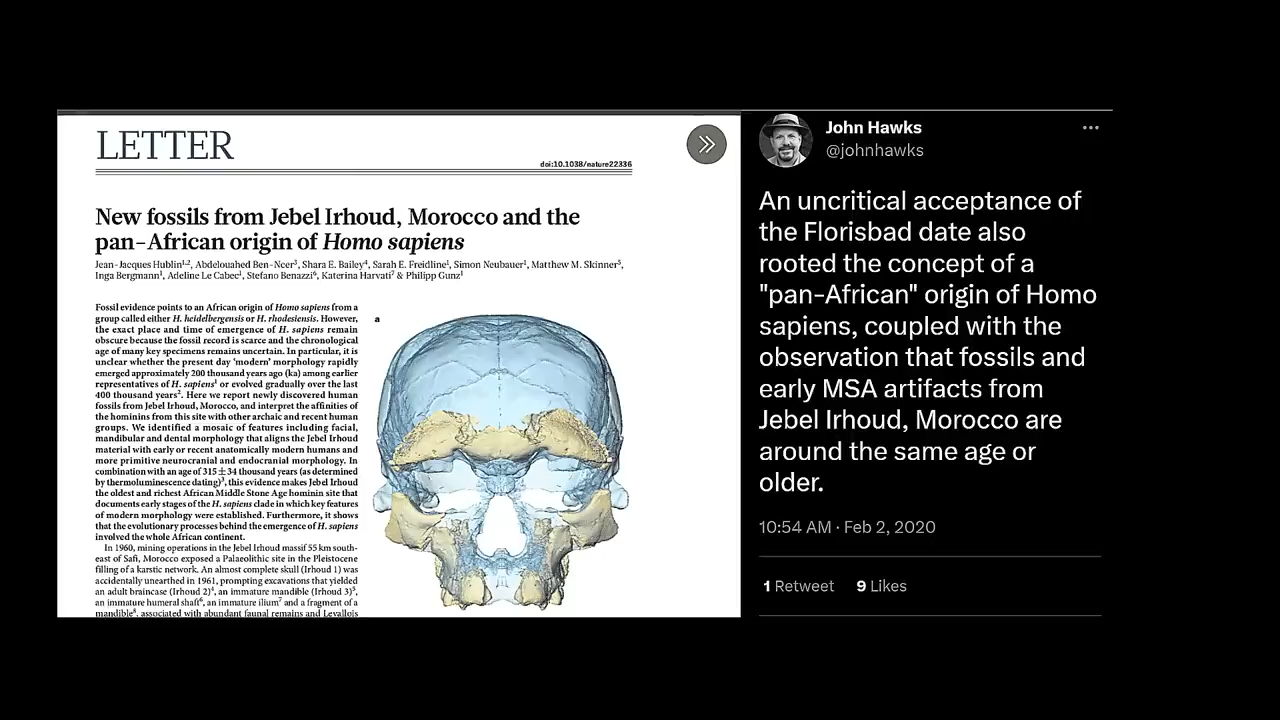 LETTER
doi:10.1038/nature22336
New fossils from Jebel Irhoud, Morocco and the
pan-African origin of Homo sapiens
Jean-Jacques Hublin1,2, Abdelouahed Ben-Ncer3, Shara E. Bailey4, Sarah E. Freidline1, Simon Neubauer1, Matthew M. Skinner5,
Inga Bergmann1, Adeline Le Cabec1, Stefano Benazzi6, Katerina Harvati7 & Philipp Gunz1
Fossil evidence points to an African origin of Homo sapiens from a
group called either H. heidelbergensis or H. rhodesiensis. However,
the exact place and time of emergence of H. sapiens remain
obscure because the fossil record is scarce and the chronological
age of many key specimens remains uncertain. In particular, it is
unclear whether the present day 'modern' morphology rapidly
emerged approximately 200 thousand years ago (ka) among earlier
representatives of H. sapiens1 or evolved gradually over the last
400 thousand years2. Here we report newly discovered human
fossils from Jebel Irhoud, Morocco, and interpret the affinities of
the hominins from this site with other archaic and recent human
groups. We identified a mosaic of features including facial,
mandibular and dental morphology that aligns the Jebel Irhoud
material with early or recent anatomically modern humans and
more primitive neurocranial and endocranial morphology. In
combination with an age of 315 ± 34 thousand years (as determined
by thermoluminescence dating)3, this evidence makes Jebel Irhoud
the oldest and richest African Middle Stone Age hominin site that
documents early stages of the H. sapiens clade in which key features
of modern morphology were established. Furthermore, it shows
that the evolutionary processes behind the emergence of H. sapiens
involved the whole African continent.
In 1960, mining operations in the Jebel Irhoud massif 55 km south-
east of Safi, Morocco exposed a Palaeolithic site in the Pleistocene
filling of a karstic network. An almost complete skull (Irhoud 1) was
accidentally unearthed in 1961, prompting excavations that yielded
an adult braincase (Irhoud 2)4, an immature mandible (Irhoud 3)5,
an immature humeral shaft6, an immature ilium7 and a fragment of a
mandible8, associated with abundant faunal remains and Levallois
a
John Hawks
@johnhawks
An uncritical acceptance of
the Florisbad date also
rooted the concept of a
"pan-African" origin of Homo
sapiens, coupled with the
observation that fossils and
early MSA artifacts from
Jebel Irhoud, Morocco are
around the same age or
older.
10:54 AM · Feb 2, 2020
1 Retweet 9 Likes